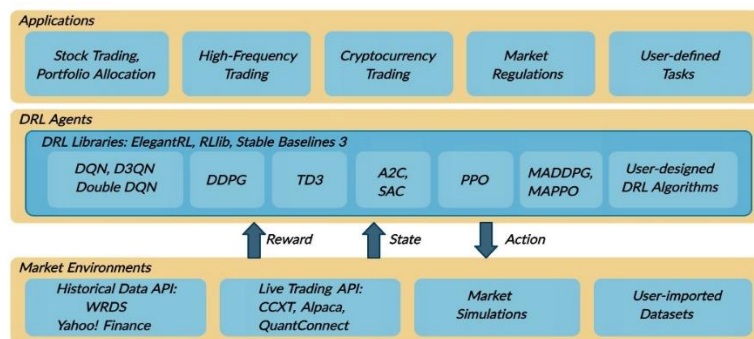 Applications
Stock Trading,
Portfolio Allocation
High-Frequency
Trading
Cryptocurrency
Trading
Market
Regulations
User-defined
Tasks
DRL Agents
DRL Libraries: ElegantRL, RLlib, Stable Baselines 3
DQN, D3QN
Double DQN
DDPG
TD3
A2C,
SAC
PPO
MADDPG,
MAPPO
User-designed
DRL Algorithms
Reward
State
Action
Market Environments
Historical Data API:
WRDS
Yahoo! Finance
Live Trading API:
CCXT, Alpaca,
QuantConnect
Market
Simulations
User-imported
Datasets